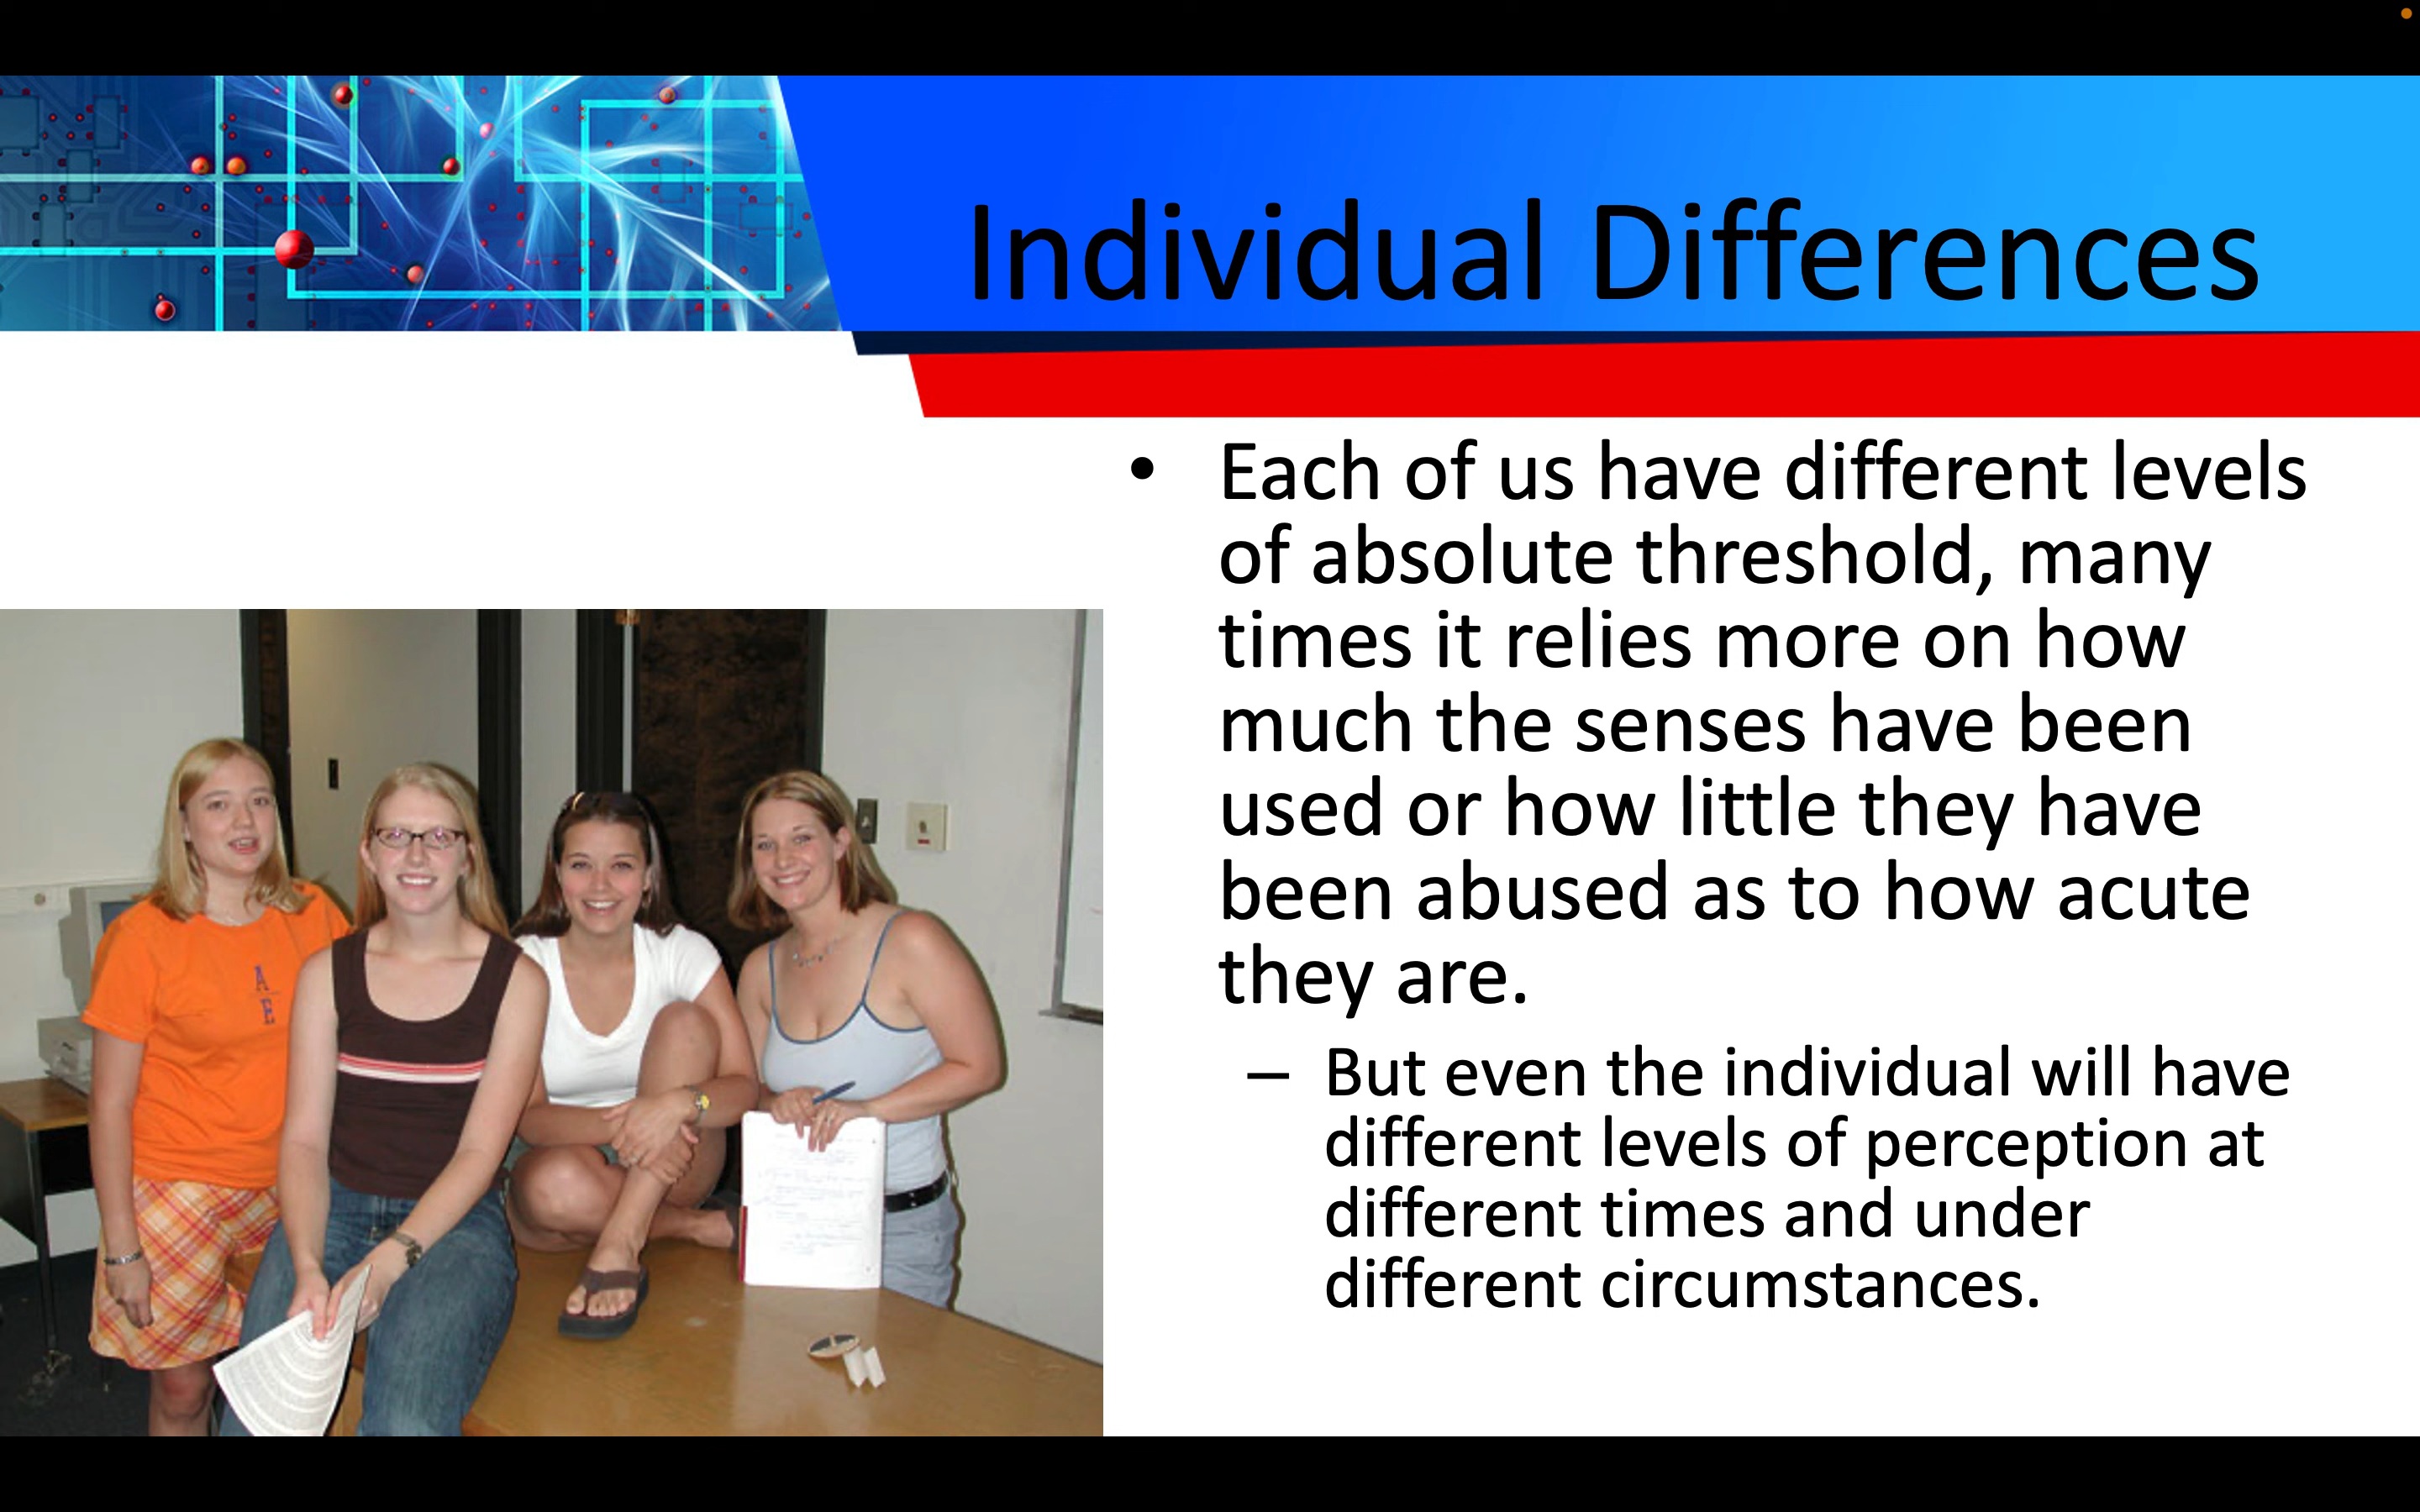 Individual Differences
• Each of us have different levels
of absolute threshold, many
times it relies more on how
much the senses have been
used or how little they have
been abused as to how acute
they are.
– But even the individual will have
different levels of perception at
different times and under
different circumstances.
A
E